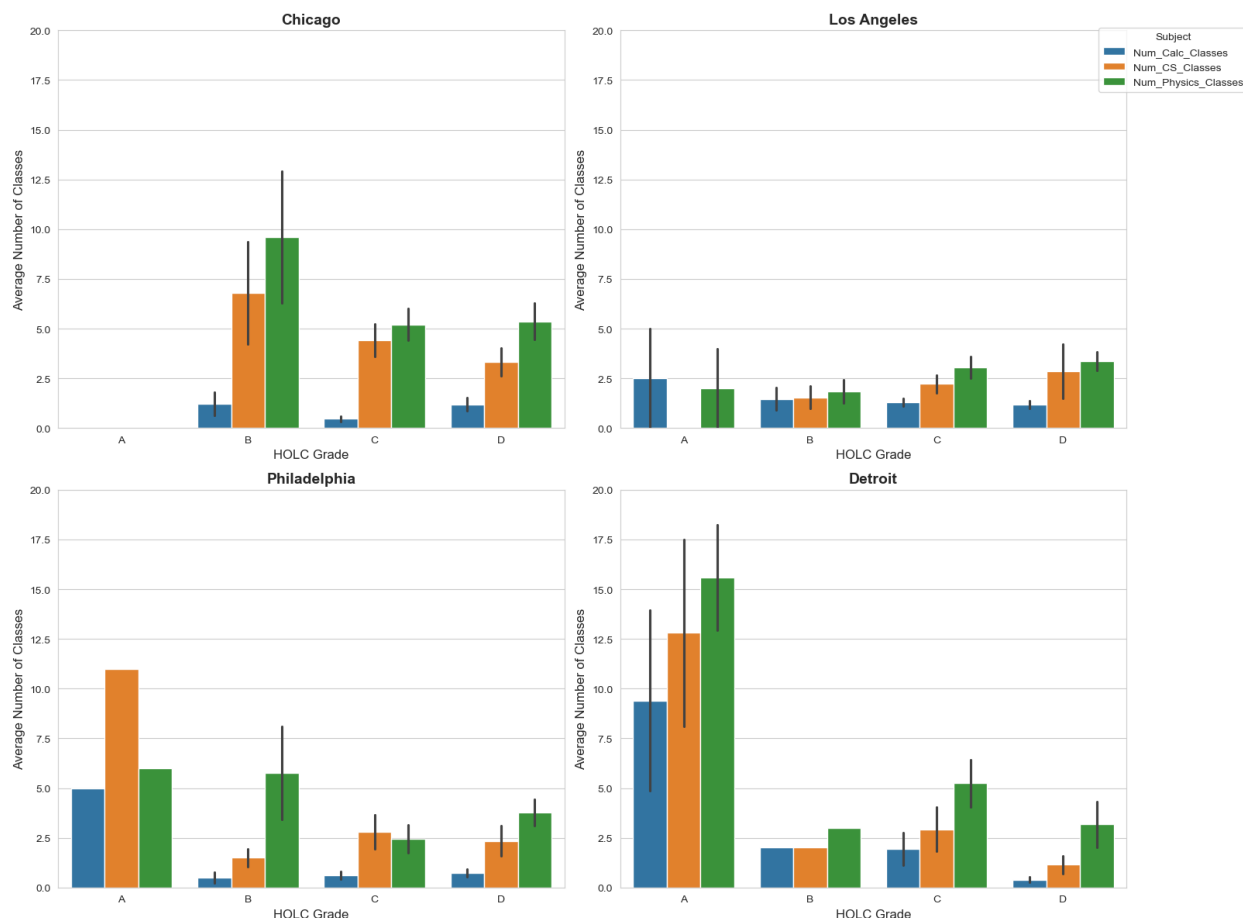 Chicago
20.0
17.5
15.0
12.5
10.0
7.5
5.0
2.5
0.0
Average Number of Classes
A B C D
HOLC Grade
Los Angeles
20.0
17.5
15.0
12.5
10.0
7.5
5.0
2.5
0.0
Average Number of Classes
A B C D
HOLC Grade
Subject
Num_Calc_Classes
Num_CS_Classes
Num_Physics_Classes
Philadelphia
20.0
17.5
15.0
12.5
10.0
7.5
5.0
2.5
0.0
Average Number of Classes
A B C D
HOLC Grade
Detroit
20.0
17.5
15.0
12.5
10.0
7.5
5.0
2.5
0.0
Average Number of Classes
A B C D
HOLC Grade